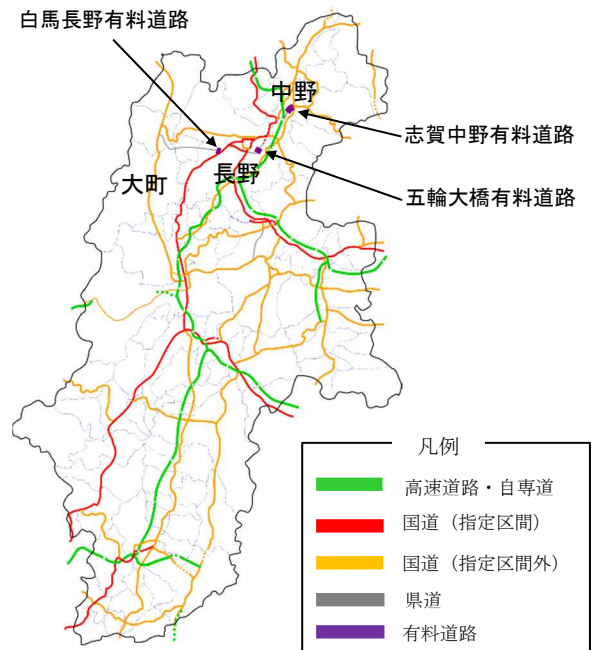 白馬長野有料道路
中野
志賀中野有料道路
長野
大町
五輪大橋有料道路
凡例
高速道路・自専道
国道（指定区間）
国道（指定区間外）
県道
有料道路